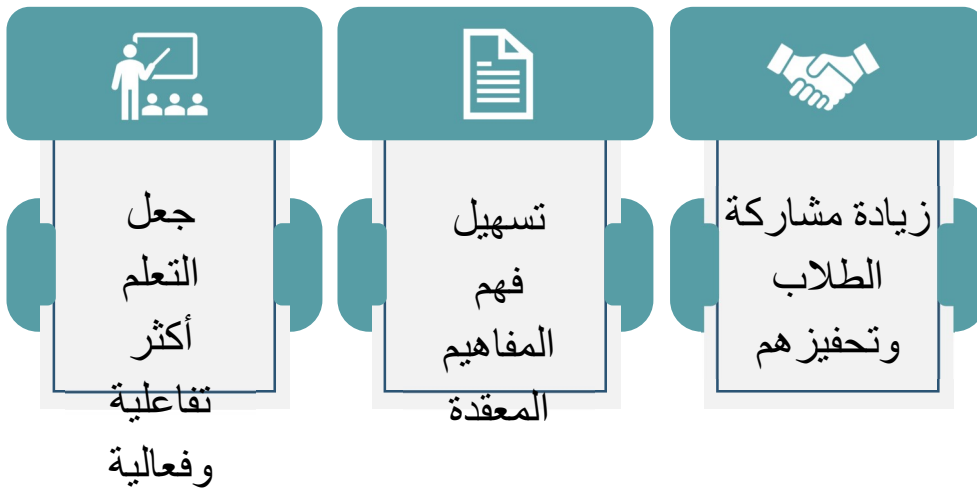 زيادة مشاركة
الطلاب
وتحفيزهم
تسهيل
فهم
المفاهيم
المعقدة
جعل
التعلم
أكثر
تفاعلية
وفعالية